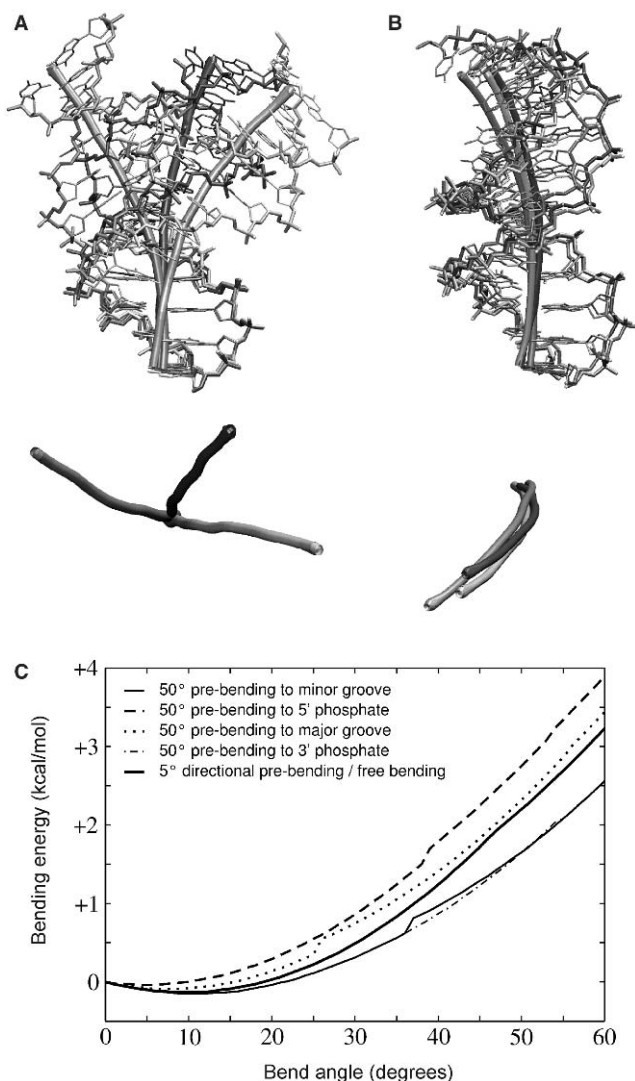 A
B
C
+4
+3
+2
+1
0
Bending energy (kcal/mol)
50° pre-bending to minor groove
50° pre-bending to 5' phosphate
50° pre-bending to major groove
50° pre-bending to 3' phosphate
5° directional pre-bending / free bending
0 10 20 30 40 50 60
Bend angle (degrees)